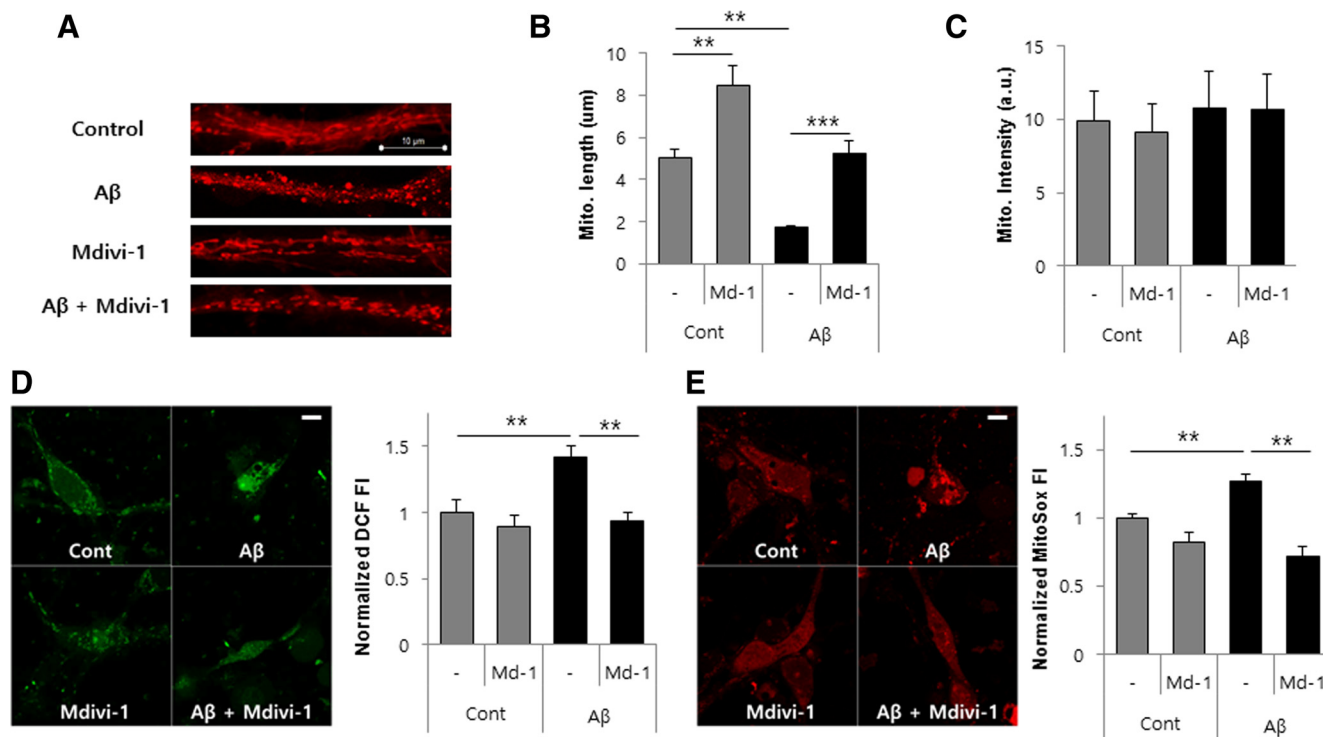 A
Control
10 µm
Aβ
Mdivi-1
Aβ + Mdivi-1
B
**
**
***
Mito. length (um)
10
8
6
4
2
0
- Md-1 - Md-1
Cont Aβ
C
Mito. Intensity (a.u.)
15
10
5
0
- Md-1 - Md-1
Cont Aβ
D
Cont Aβ
Mdivi-1 Aβ + Mdivi-1
** **
Normalized DCF FI
1.5
1
0.5
0
- Md-1 - Md-1
Cont Aβ
E
Cont Aβ
Mdivi-1 Aβ + Mdivi-1
** **
Normalized MitoSox FI
1.5
1
0.5
0
- Md-1 - Md-1
Cont Aβ